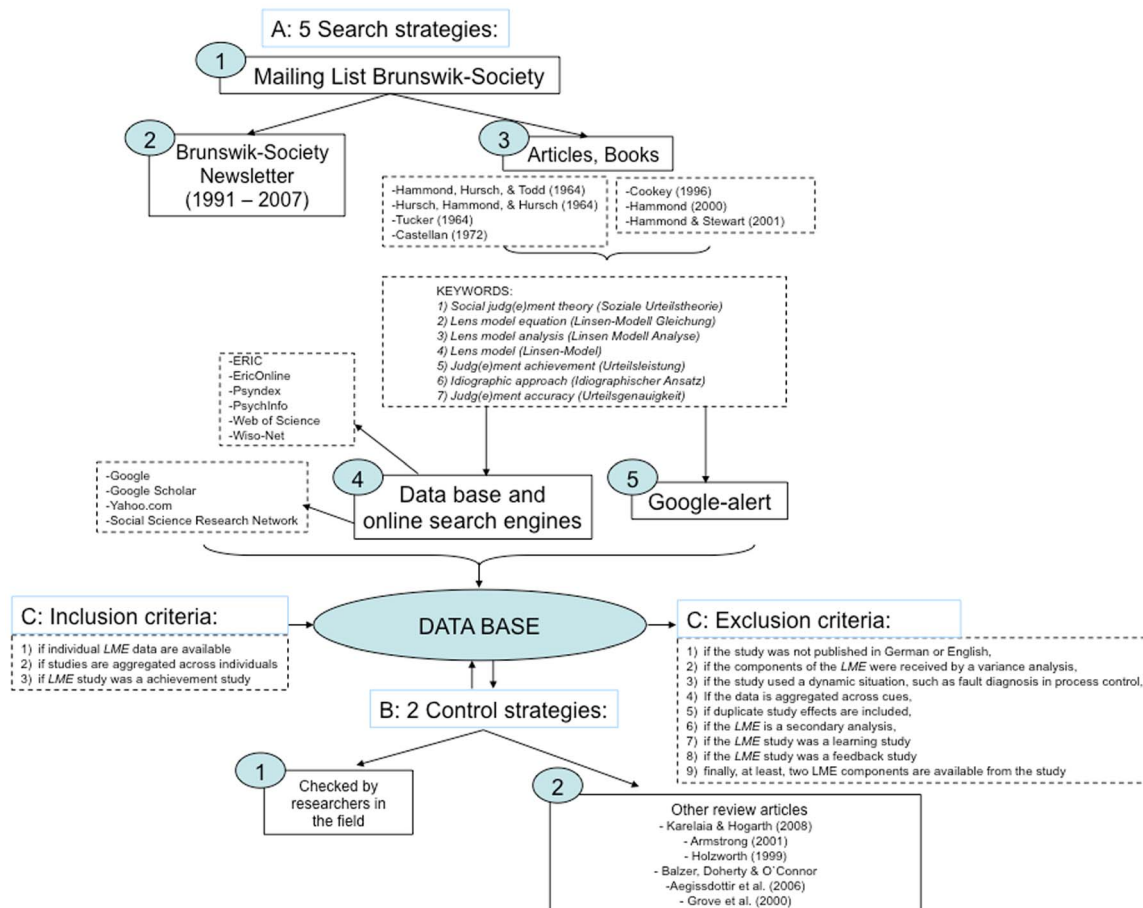 A: 5 Search strategies:
1
Mailing List Brunswik-Society
2
Brunswik-Society
Newsletter
(1991 – 2007)
3
Articles, Books
-Hammond, Hursch, & Todd (1964)
-Hursch, Hammond, & Hursch (1964)
-Tucker (1964)
-Castellan (1972)
-Cookey (1996)
-Hammond (2000)
-Hammond & Stewart (2001)
KEYWORDS:
1) Social judg(e)ment theory (Soziale Urteilstheorie)
2) Lens model equation (Linsen-Modell Gleichung)
3) Lens model analysis (Linsen Modell Analyse)
4) Lens model (Linsen-Model)
5) Judg(e)ment achievement (Urteilsleistung)
6) Idiographic approach (Idiographischer Ansatz)
7) Judg(e)ment accuracy (Urteilsgenauigkeit)
-ERIC
-EricOnline
-Psyndex
-PsychInfo
-Web of Science
-Wiso-Net
-Google
-Google Scholar
-Yahoo.com
-Social Science Research Network
4
Data base and
online search engines
5
Google-alert
DATA BASE
C: Inclusion criteria:
1) if individual LME data are available
2) if studies are aggregated across individuals
3) if LME study was a achievement study
C: Exclusion criteria:
1) if the study was not published in German or English,
2) if the components of the LME were received by a variance analysis,
3) if the study used a dynamic situation, such as fault diagnosis in process control,
4) If the data is aggregated across cues,
5) if duplicate study effects are included,
6) if the LME is a secondary analysis,
7) if the LME study was a learning study
8) if the LME study was a feedback study
9) finally, at least, two LME components are available from the study
B: 2 Control strategies:
1
Checked by
researchers in
the field
2
Other review articles
- Karelaia & Hogarth (2008)
- Armstrong (2001)
- Holzworth (1999)
- Balzer, Doherty & O`Connor
-Aegissdottir et al. (2006)
- Grove et al. (2000)